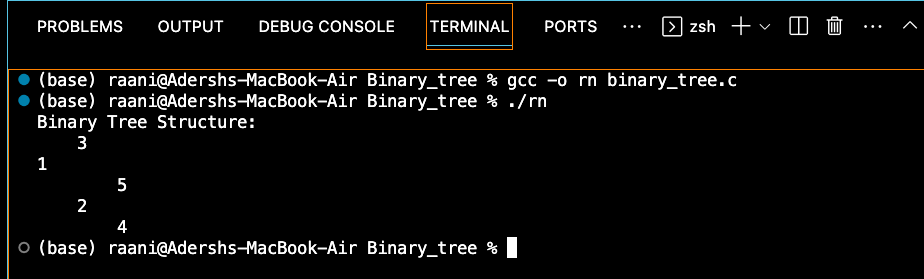 PROBLEMS OUTPUT DEBUG CONSOLE TERMINAL PORTS ··· zsh
(base) raani@Adershs-MacBook-Air Binary_tree % gcc -o rn binary_tree.c
(base) raani@Adershs-MacBook-Air Binary_tree % ./rn
Binary Tree Structure:
    3
1
        5
    2
        4
(base) raani@Adershs-MacBook-Air Binary_tree %